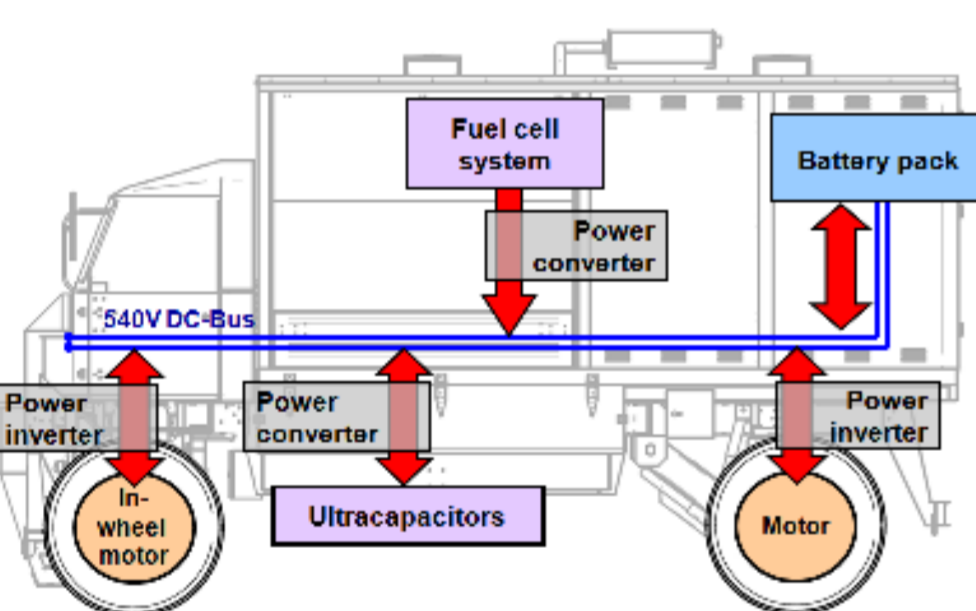 Fuel cell
system
Battery pack
Power
converter
540V DC-Bus
Power
inverter
Power
converter
Power
inverter
In-
wheel
motor
Ultracapacitors
Motor